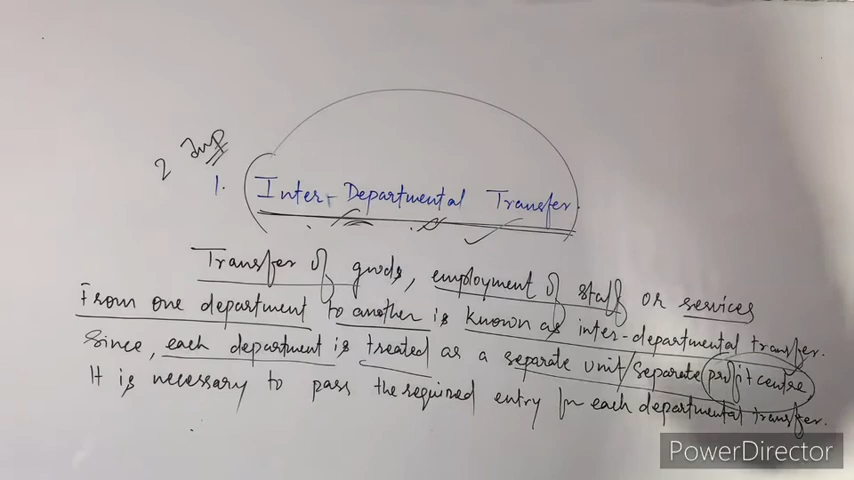 2 Imp
1. Inter-Departmental Transfer.
Transfer of goods, employment of staff or services
From one department to another is known as inter-departmental transfer.
Since, each department is treated as a separate unit/separate profit centre,
It is necessary to pass the required entry for each departmental transfer.
PowerDirector